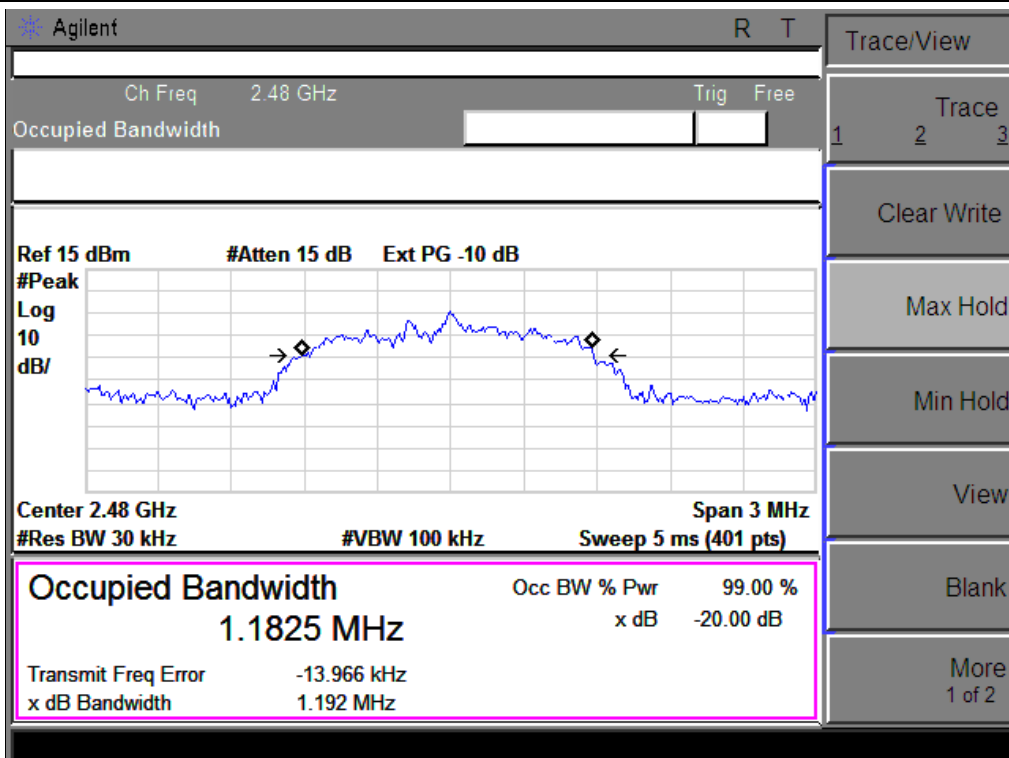 Agilent R T
Ch Freq 2.48 GHz Trig Free
Occupied Bandwidth
Ref 15 dBm #Atten 15 dB Ext PG -10 dB
#Peak
Log
10
dB/
Center 2.48 GHz Span 3 MHz
#Res BW 30 kHz #VBW 100 kHz Sweep 5 ms (401 pts)
Occupied Bandwidth Occ BW % Pwr 99.00 %
1.1825 MHz x dB -20.00 dB
Transmit Freq Error -13.966 kHz
x dB Bandwidth 1.192 MHz
Trace/View
Trace
1 2 3
Clear Write
Max Hold
Min Hold
View
Blank
More
1 of 2